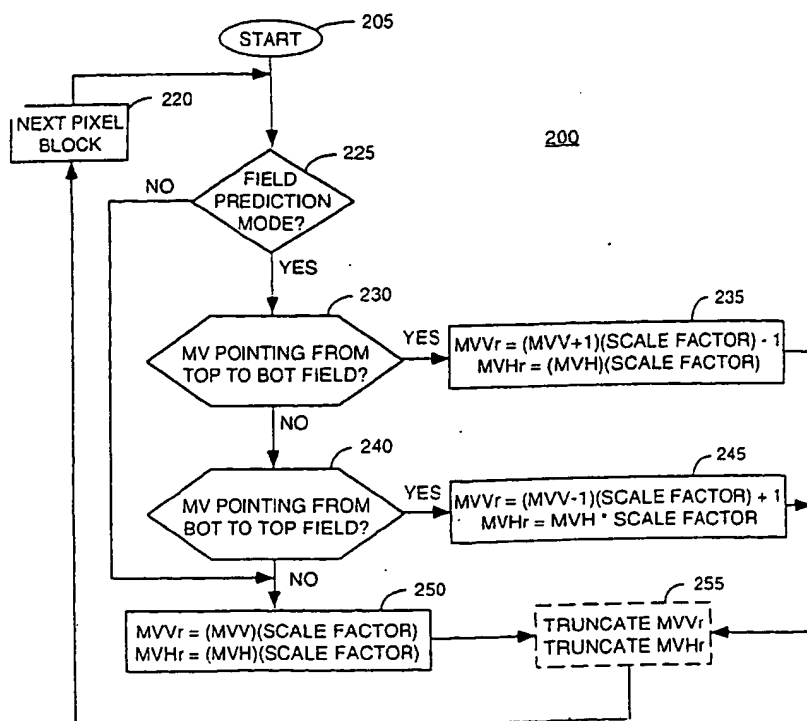 START
205
220
NEXT PIXEL
BLOCK
200
225
FIELD
PREDICTION
MODE?
NO
YES
230
MV POINTING FROM
TOP TO BOT FIELD?
YES
235
MVVr = (MVV+1)(SCALE FACTOR) - 1
MVHr = (MVH)(SCALE FACTOR)
NO
240
MV POINTING FROM
BOT TO TOP FIELD?
YES
245
MVVr = (MVV-1)(SCALE FACTOR) + 1
MVHr = MVH * SCALE FACTOR
NO
250
MVVr = (MVV)(SCALE FACTOR)
MVHr = (MVH)(SCALE FACTOR)
255
TRUNCATE MVVr
TRUNCATE MVHr